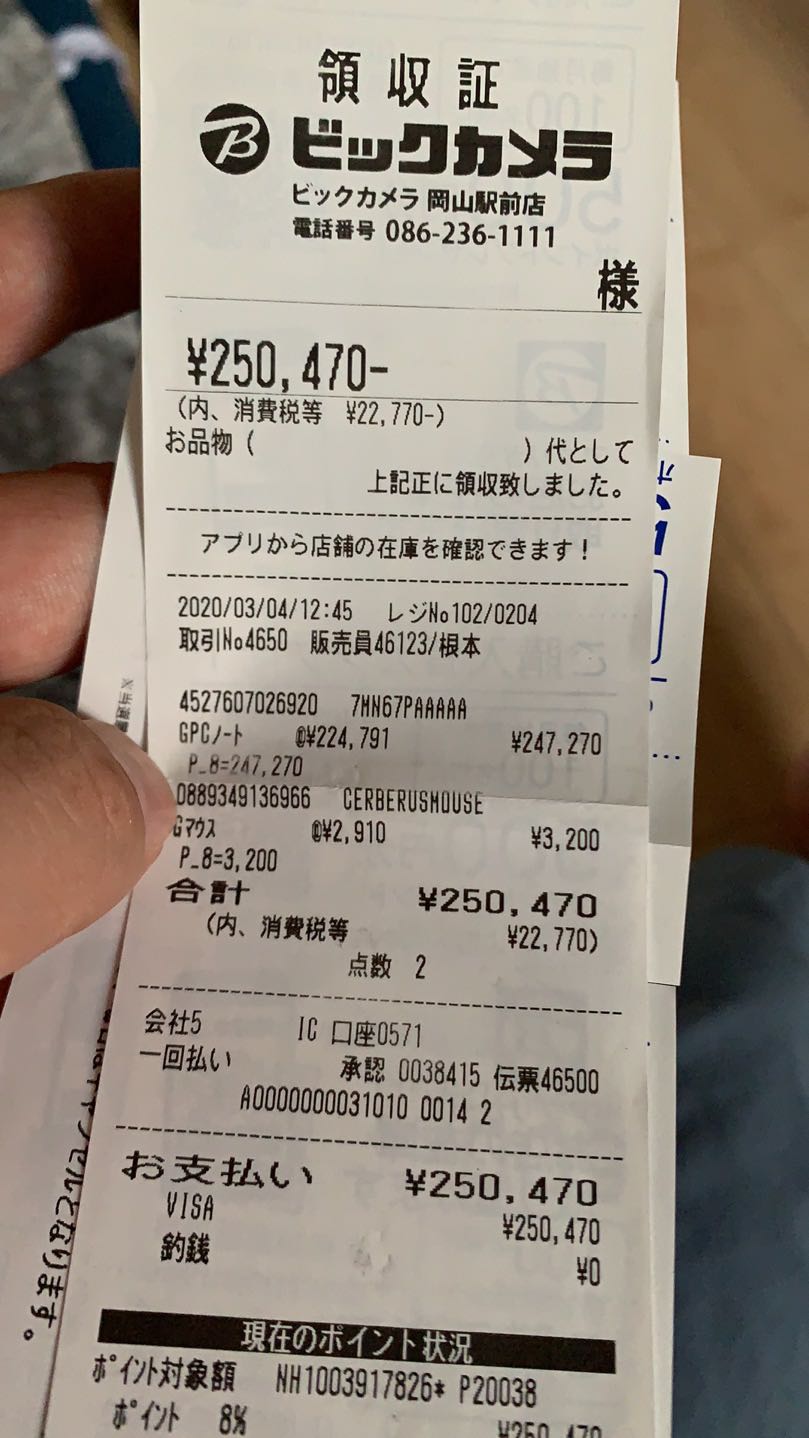 領収証
ビックカメラ
ビックカメラ 岡山駅前店
電話番号 086-236-1111
様
¥250,470-
(内、消費税等 ¥22,770-)
お品物( )代として
上記正に領収致しました。
アプリから店舗の在庫を確認できます!
2020/03/04/12:45 レジNo102/0204
取引No4650 販売員46123/根本
4527607026920 7MN67PAAAAA
GPCノート @¥224,791 ¥247,270
P_8=247,270
0889349136966 CERBERUSMOUSE
Gマウス @¥2,910 ¥3,200
P_8=3,200
合計 ¥250,470
(内、消費税等 ¥22,770)
点数 2
会社5 IC 口座0571
一回払い 承認 0038415 伝票46500
A0000000031010 0014 2
お支払い ¥250,470
VISA ¥250,470
釣銭 ¥0
現在のポイント状況
ポイント対象額 NH1003917826* P20038
ポイント 8% ¥250,470
となります。